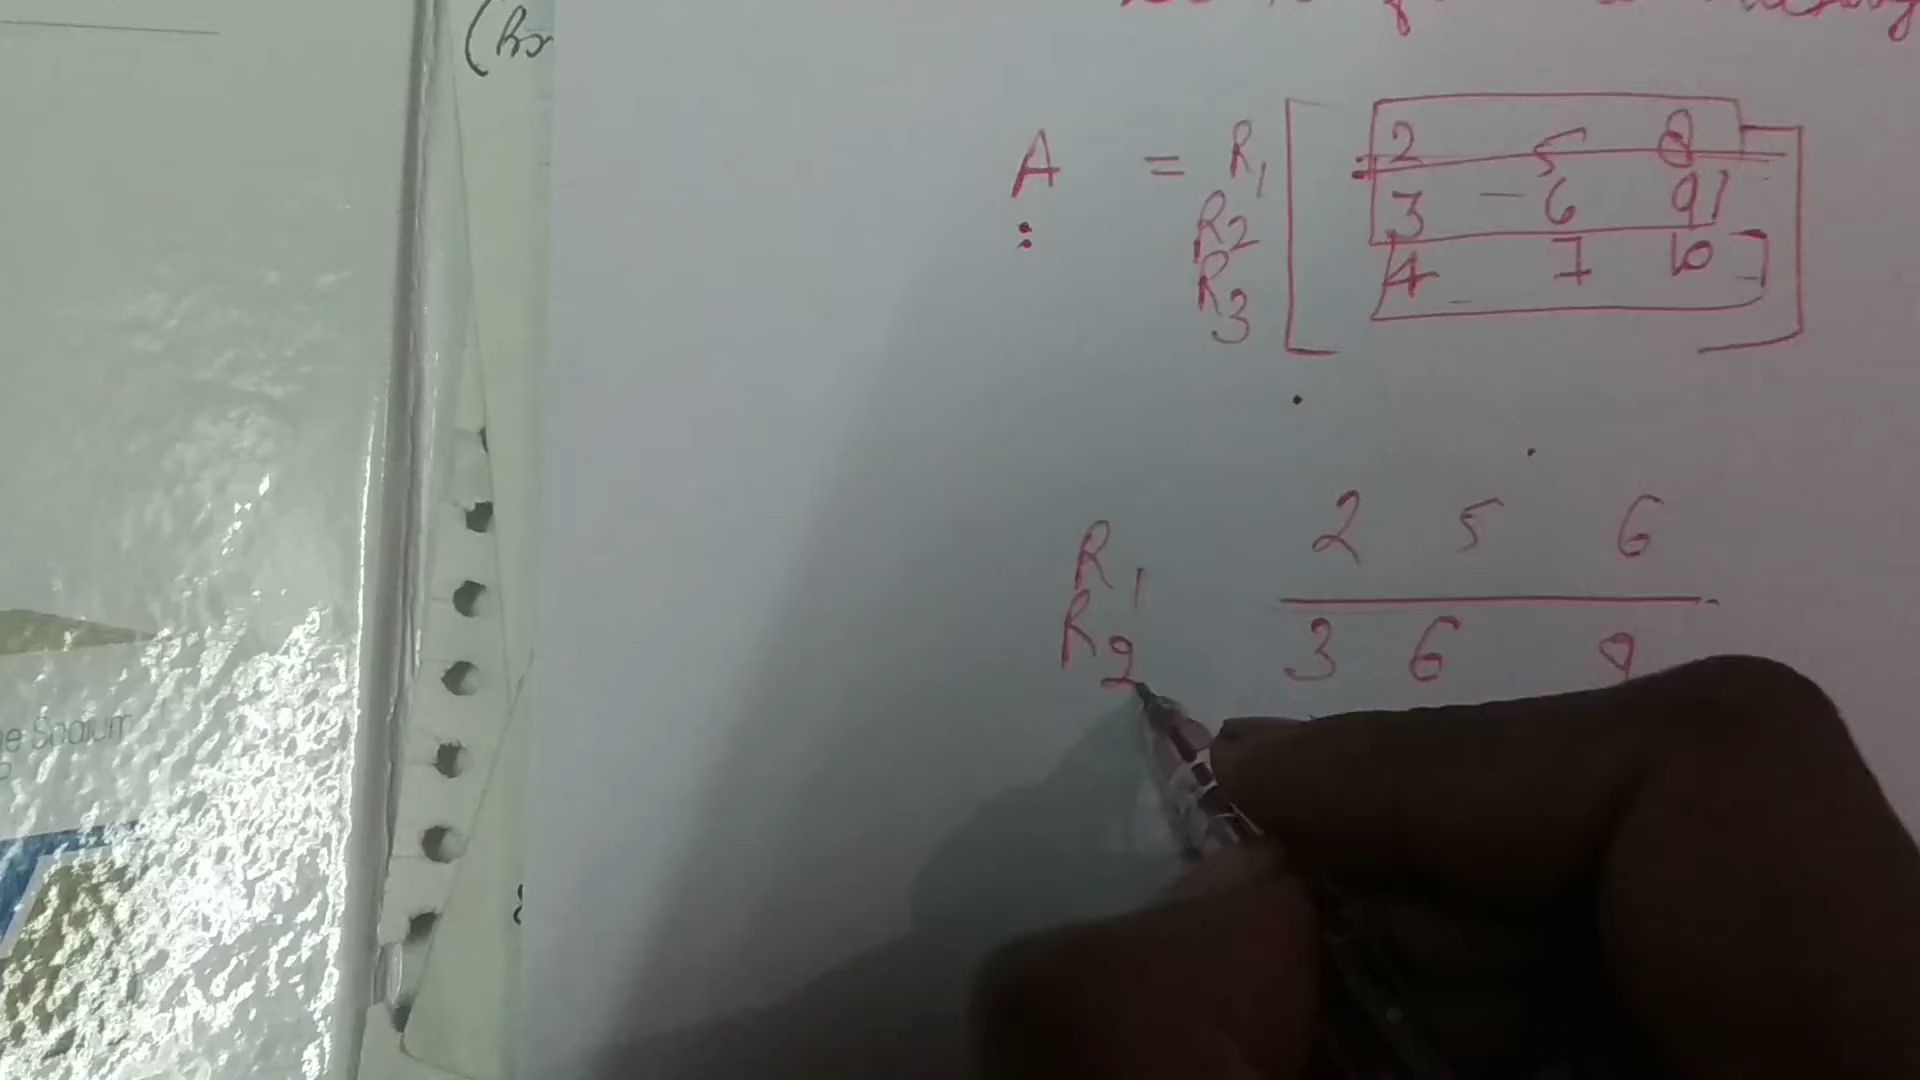 (
A = R1 [ 2 5 8
R2 3 - 6 9
R3 4 7 10 ]
R1 2 5 6
R2 3 6 9